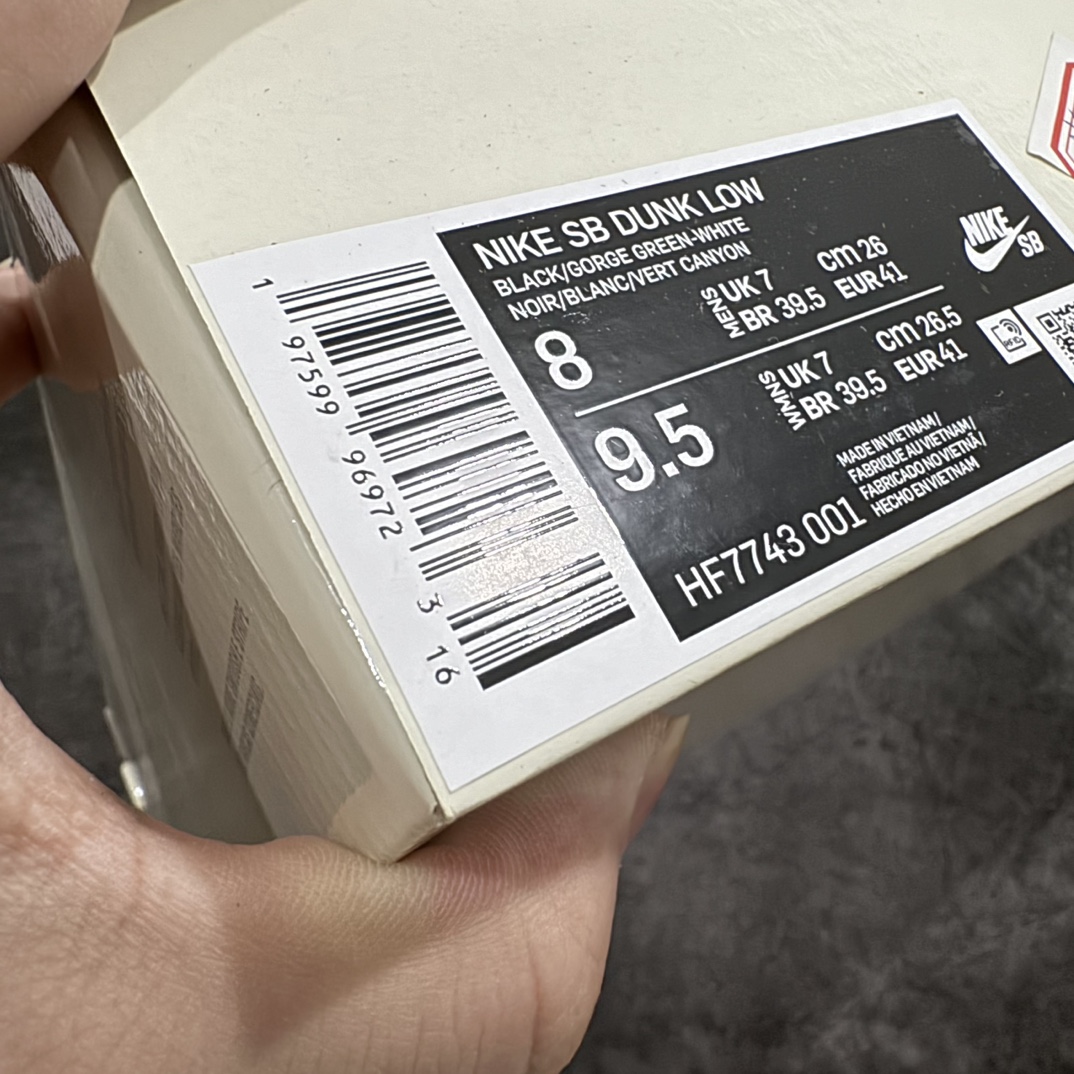 NIKE SB DUNK LOW
BLACK/GORGE GREEN-WHITE
NOIR/BLANC/VERT CANYON
8
MENS
UK 7
cm 26
BR 39.5
EUR 41
9.5
WMNS
UK 7
cm 26.5
BR 39.5
EUR 41
HF7743 001
MADE IN VIETNAM/
FABRIQUE AU VIETNAM/
FABRICADO NO VIETNÃ/
HECHO EN VIETNAM
NIKE
SB
1 97599 96972 3 16